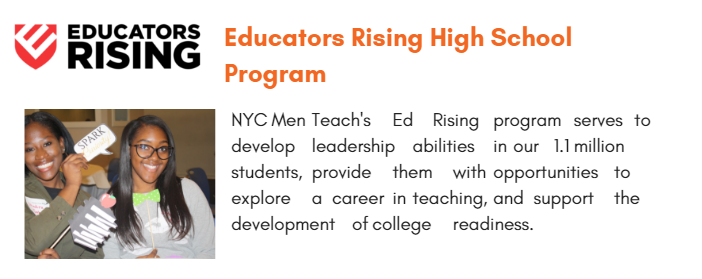 EDUCATORS
RISING
Educators Rising High School
Program
SPARK
NYC Men Teach's Ed Rising program serves to
develop leadership abilities in our 1.1 million
students, provide them with opportunities to
explore a career in teaching, and support the
development of college readiness.